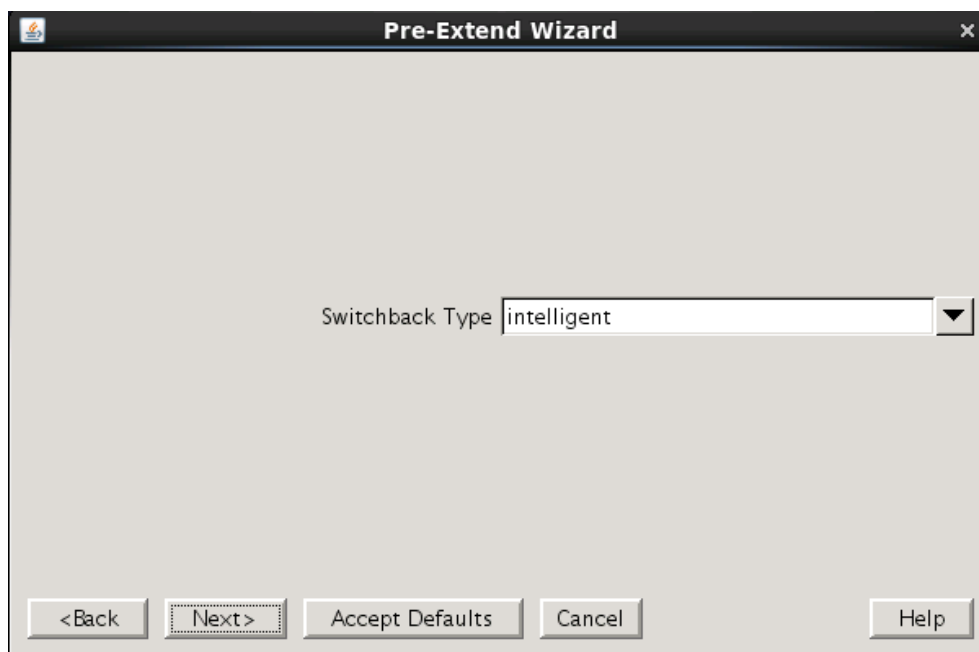 Pre-Extend Wizard
Switchback Type intelligent
<Back Next> Accept Defaults Cancel Help